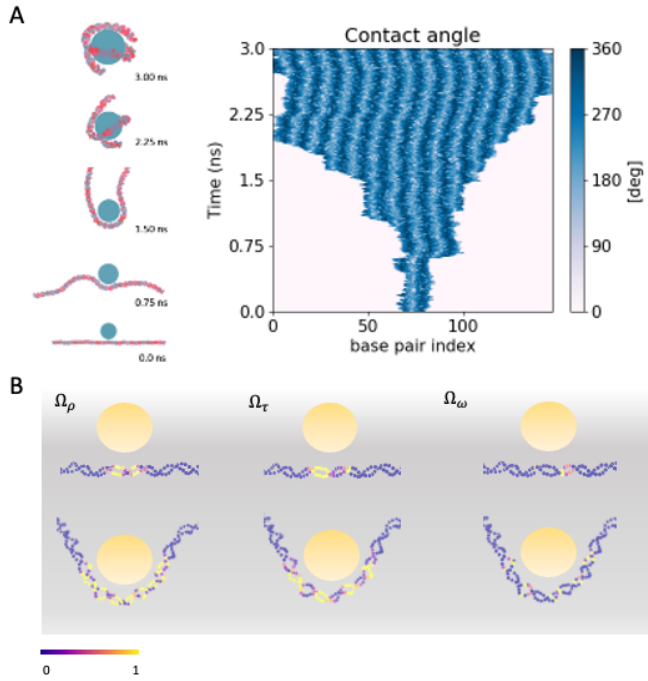 A
3.00 ns
2.25 ns
1.50 ns
0.75 ns
0.0 ns
Contact angle
Time (ns)
3.0
2.25
1.5
0.75
0.0
0
50
100
base pair index
360
270
180
90
0
[deg]
B
Ωρ
Ωτ
Ωω
0
1